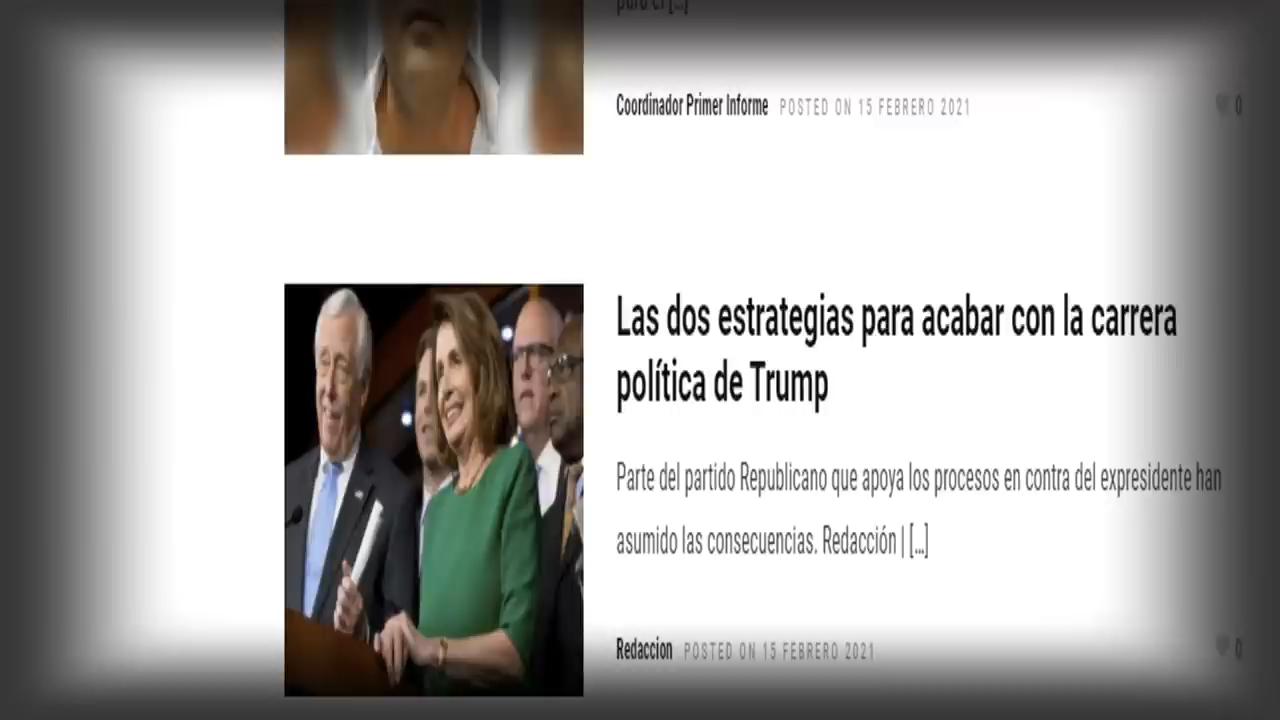 para el [...]
Coordinador Primer Informe POSTED ON 15 FEBRERO 2021 0
Las dos estrategias para acabar con la carrera
política de Trump
Parte del partido Republicano que apoya los procesos en contra del expresidente han
asumido las consecuencias. Redacción | [...]
Redaccion POSTED ON 15 FEBRERO 2021 0